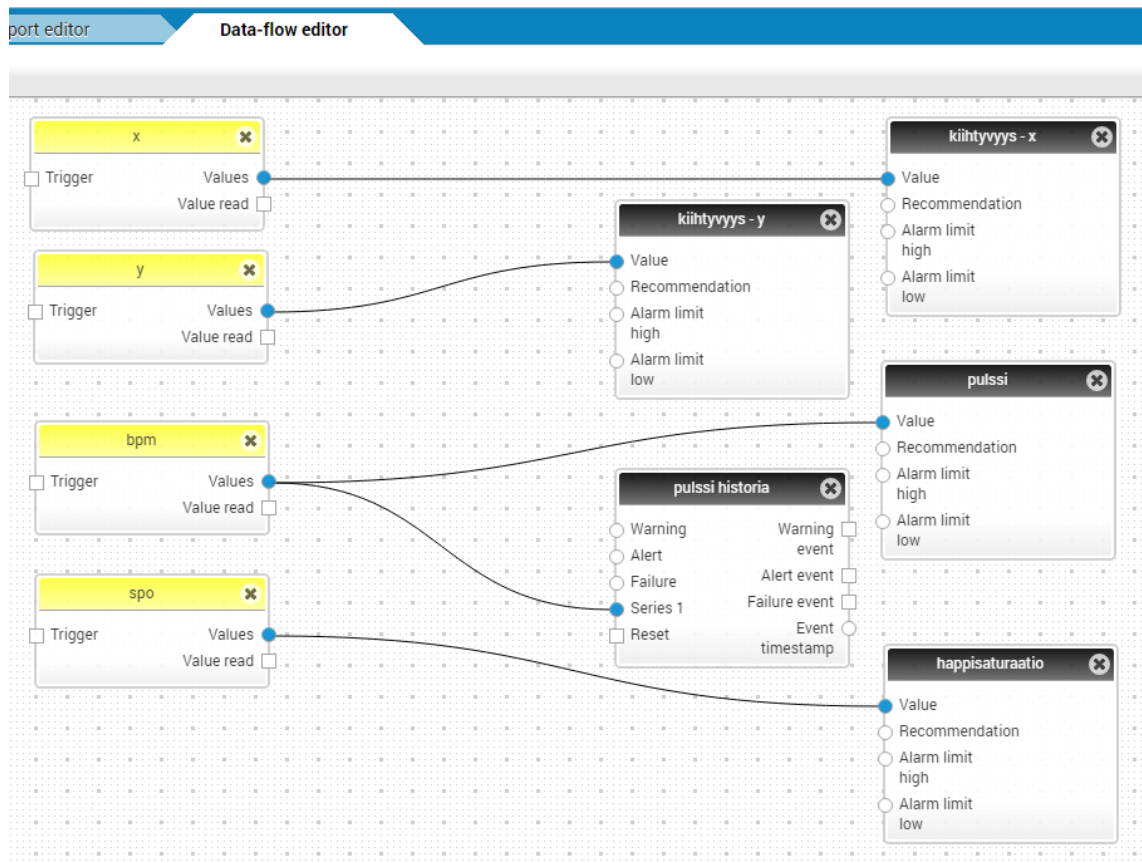 port editor
Data-flow editor
x
Trigger
Values
Value read
kiihtyvyys - x
Value
Recommendation
Alarm limit
high
Alarm limit
low
kiihtyvyys - y
Value
Recommendation
Alarm limit
high
Alarm limit
low
y
Trigger
Values
Value read
pulssi
Value
Recommendation
Alarm limit
high
Alarm limit
low
bpm
Trigger
Values
Value read
pulssi historia
Warning
Alert
Failure
Series 1
Reset
Warning
event
Alert event
Failure event
Event
timestamp
spo
Trigger
Values
Value read
happisaturaatio
Value
Recommendation
Alarm limit
high
Alarm limit
low